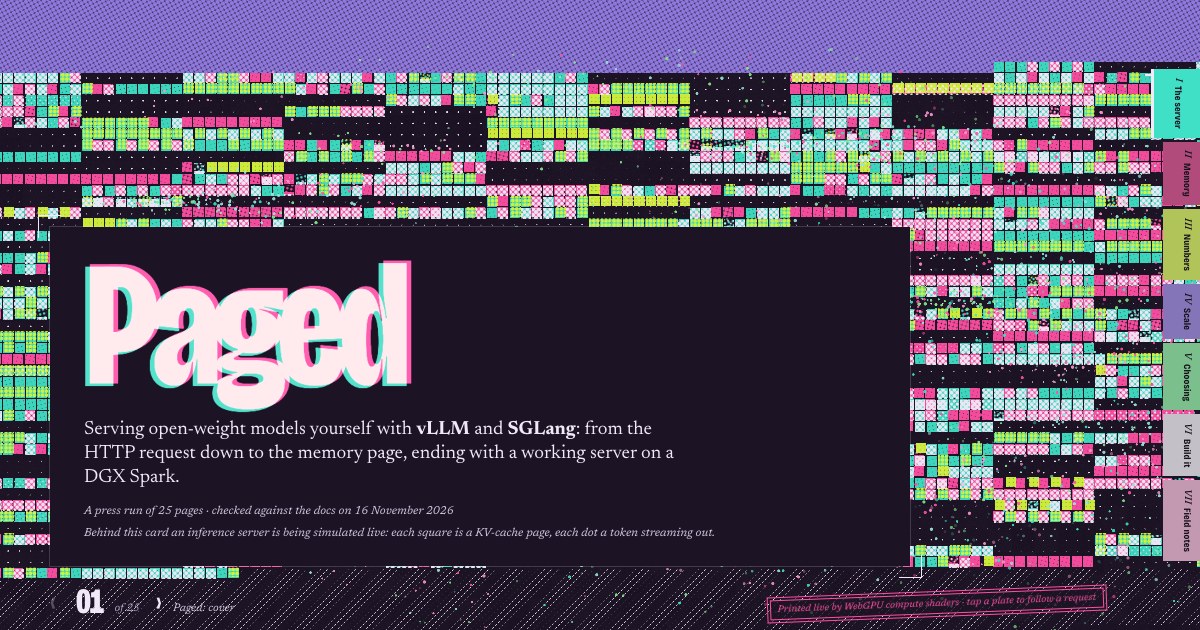 Paged
Serving open-weight models yourself with vLLM and SGLang: from the
HTTP request down to the memory page, ending with a working server on a
DGX Spark.
A press run of 25 pages · checked against the docs on 16 November 2026
Behind this card an inference server is being simulated live: each square is a KV-cache page, each dot a token streaming out.
I The server
II Memory
III Numbers
IV Scale
V Choosing
VI Build it
VII Field notes
01 of 25 Paged: cover
Printed live by WebGPU compute shaders · tap a plate to follow a request